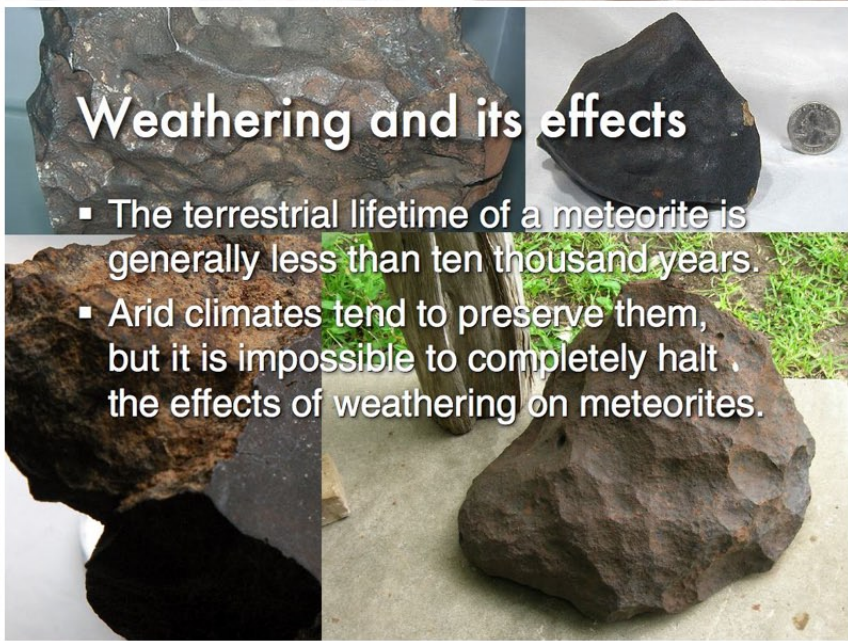 Weathering and its effects
▪ The terrestrial lifetime of a meteorite is
generally less than ten thousand years.
▪ Arid climates tend to preserve them,
but it is impossible to completely halt
the effects of weathering on meteorites.